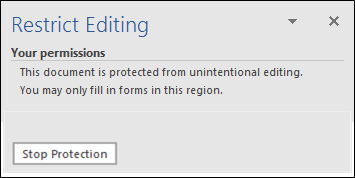 Restrict Editing
Your permissions
This document is protected from unintentional editing.
You may only fill in forms in this region.
Stop Protection